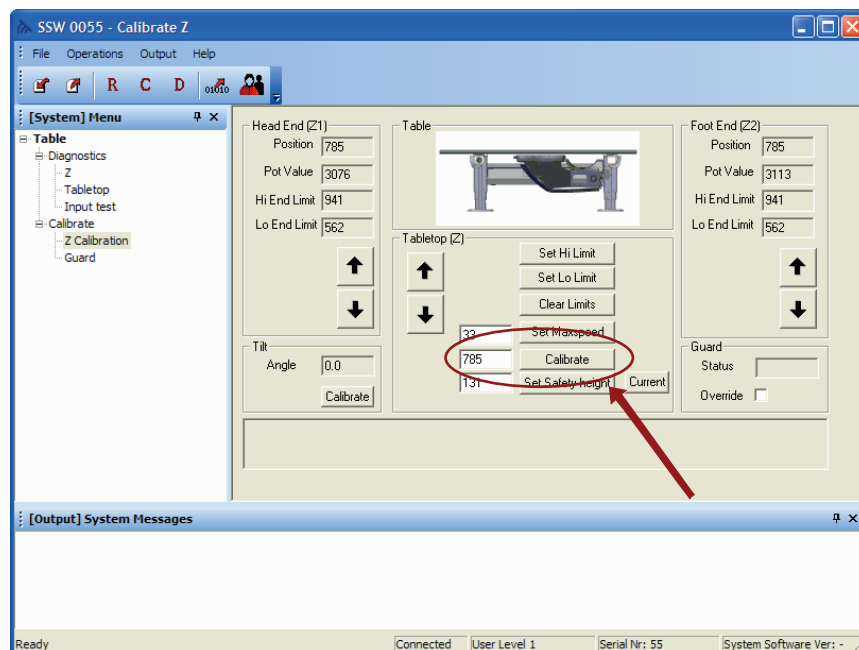 SSW 0055 - Calibrate Z
File Operations Output Help
R C D 01010
[System] Menu
Table
Diagnostics
Z
Tabletop
Input test
Calibrate
Z Calibration
Guard
Head End (Z1)
Position 785
Pot Value 3076
Hi End Limit 941
Lo End Limit 562
Table
Foot End (Z2)
Position 785
Pot Value 3113
Hi End Limit 941
Lo End Limit 562
Tabletop (Z)
Set Hi Limit
Set Lo Limit
Clear Limits
33 Set Maxspeed
785 Calibrate
131 Set Safety height Current
Tilt
Angle 0.0
Calibrate
Guard
Status
Override
[Output] System Messages
Ready Connected User Level 1 Serial Nr: 55 System Software Ver: -